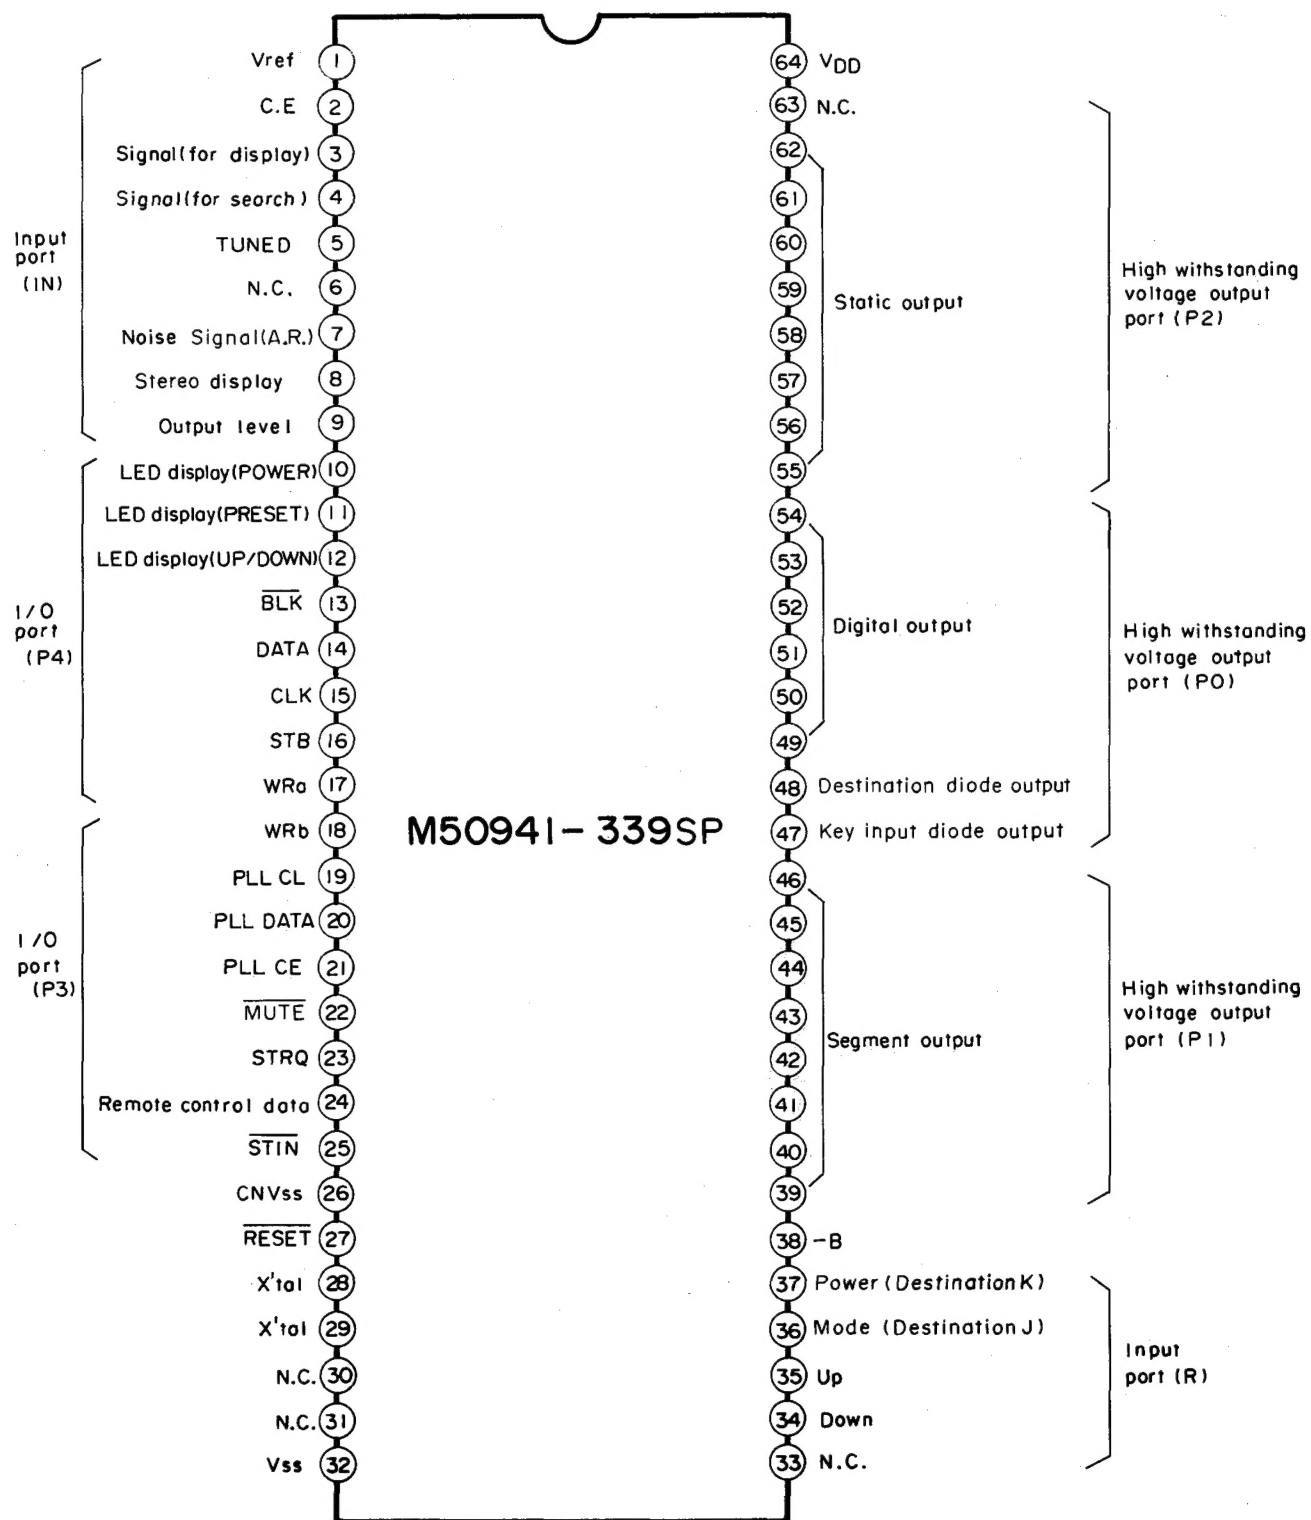 Vref 1
C.E 2
Signal(for display) 3
Signal(for search) 4
TUNED 5
N.C. 6
Noise Signal(A.R.) 7
Stereo display 8
Output level 9
Input
port
(IN)
LED display(POWER) 10
LED display(PRESET) 11
LED display(UP/DOWN) 12
BLK 13
DATA 14
CLK 15
STB 16
WRa 17
I/O
port
(P4)
WRb 18
PLL CL 19
PLL DATA 20
PLL CE 21
MUTE 22
STRQ 23
Remote control data 24
STIN 25
I/O
port
(P3)
CNVss 26
RESET 27
X'tal 28
X'tal 29
N.C. 30
N.C. 31
Vss 32
M50941-339SP
64 VDD
63 N.C.
62
61
60
59
58
57
56
55
Static output
High withstanding
voltage output
port (P2)
54
53
52
51
50
49
Digital output
48 Destination diode output
47 Key input diode output
High withstanding
voltage output
port (P0)
46
45
44
43
42
41
40
39
Segment output
High withstanding
voltage output
port (P1)
38 -B
37 Power (Destination K)
36 Mode (Destination J)
35 Up
34 Down
33 N.C.
Input
port (R)